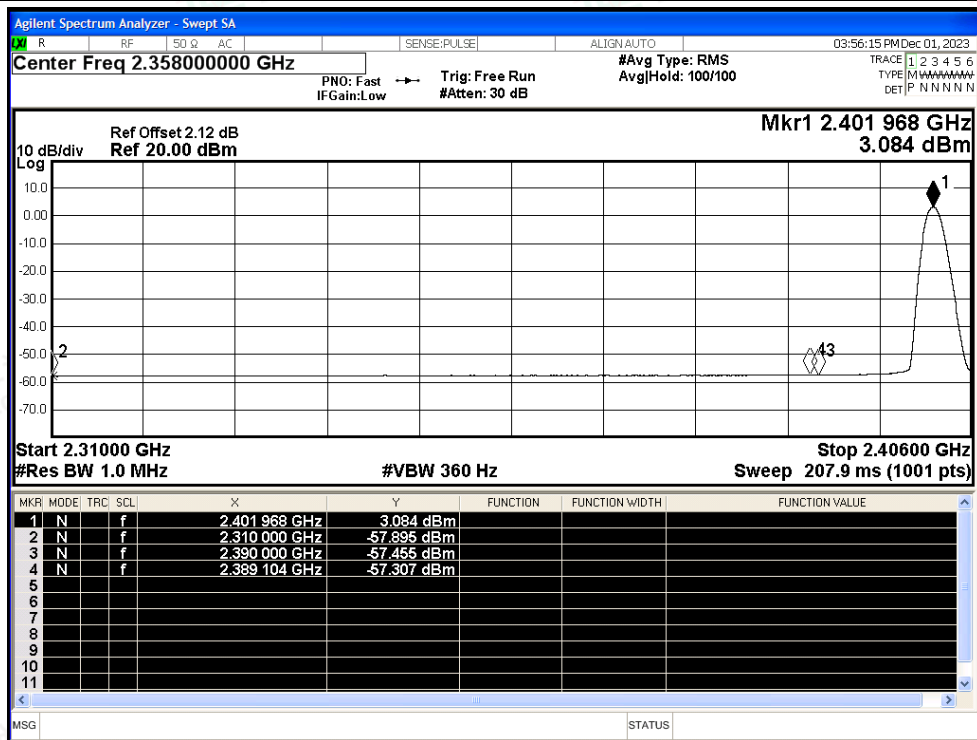 Agilent Spectrum Analyzer - Swept SA
LXI R RF 50 Ω AC SENSE:PULSE ALIGN AUTO 03:56:15 PM Dec 01, 2023
Center Freq 2.358000000 GHz
PNO: Fast
IFGain:Low
Trig: Free Run
#Atten: 30 dB
#Avg Type: RMS
Avg|Hold: 100/100
TRACE 1 2 3 4 5 6
TYPE M
DET P N N N N N
Ref Offset 2.12 dB
10 dB/div Ref 20.00 dBm
Log
Mkr1 2.401 968 GHz
3.084 dBm
10.0
0.00
-10.0
-20.0
-30.0
-40.0
-50.0
-60.0
-70.0
1
2
43
Start 2.31000 GHz Stop 2.40600 GHz
#Res BW 1.0 MHz #VBW 360 Hz Sweep 207.9 ms (1001 pts)
MKR MODE TRC SCL X Y FUNCTION FUNCTION WIDTH FUNCTION VALUE
1 N f 2.401 968 GHz 3.084 dBm
2 N f 2.310 000 GHz -57.895 dBm
3 N f 2.390 000 GHz -57.455 dBm
4 N f 2.389 104 GHz -57.307 dBm
5
6
7
8
9
10
11
MSG STATUS